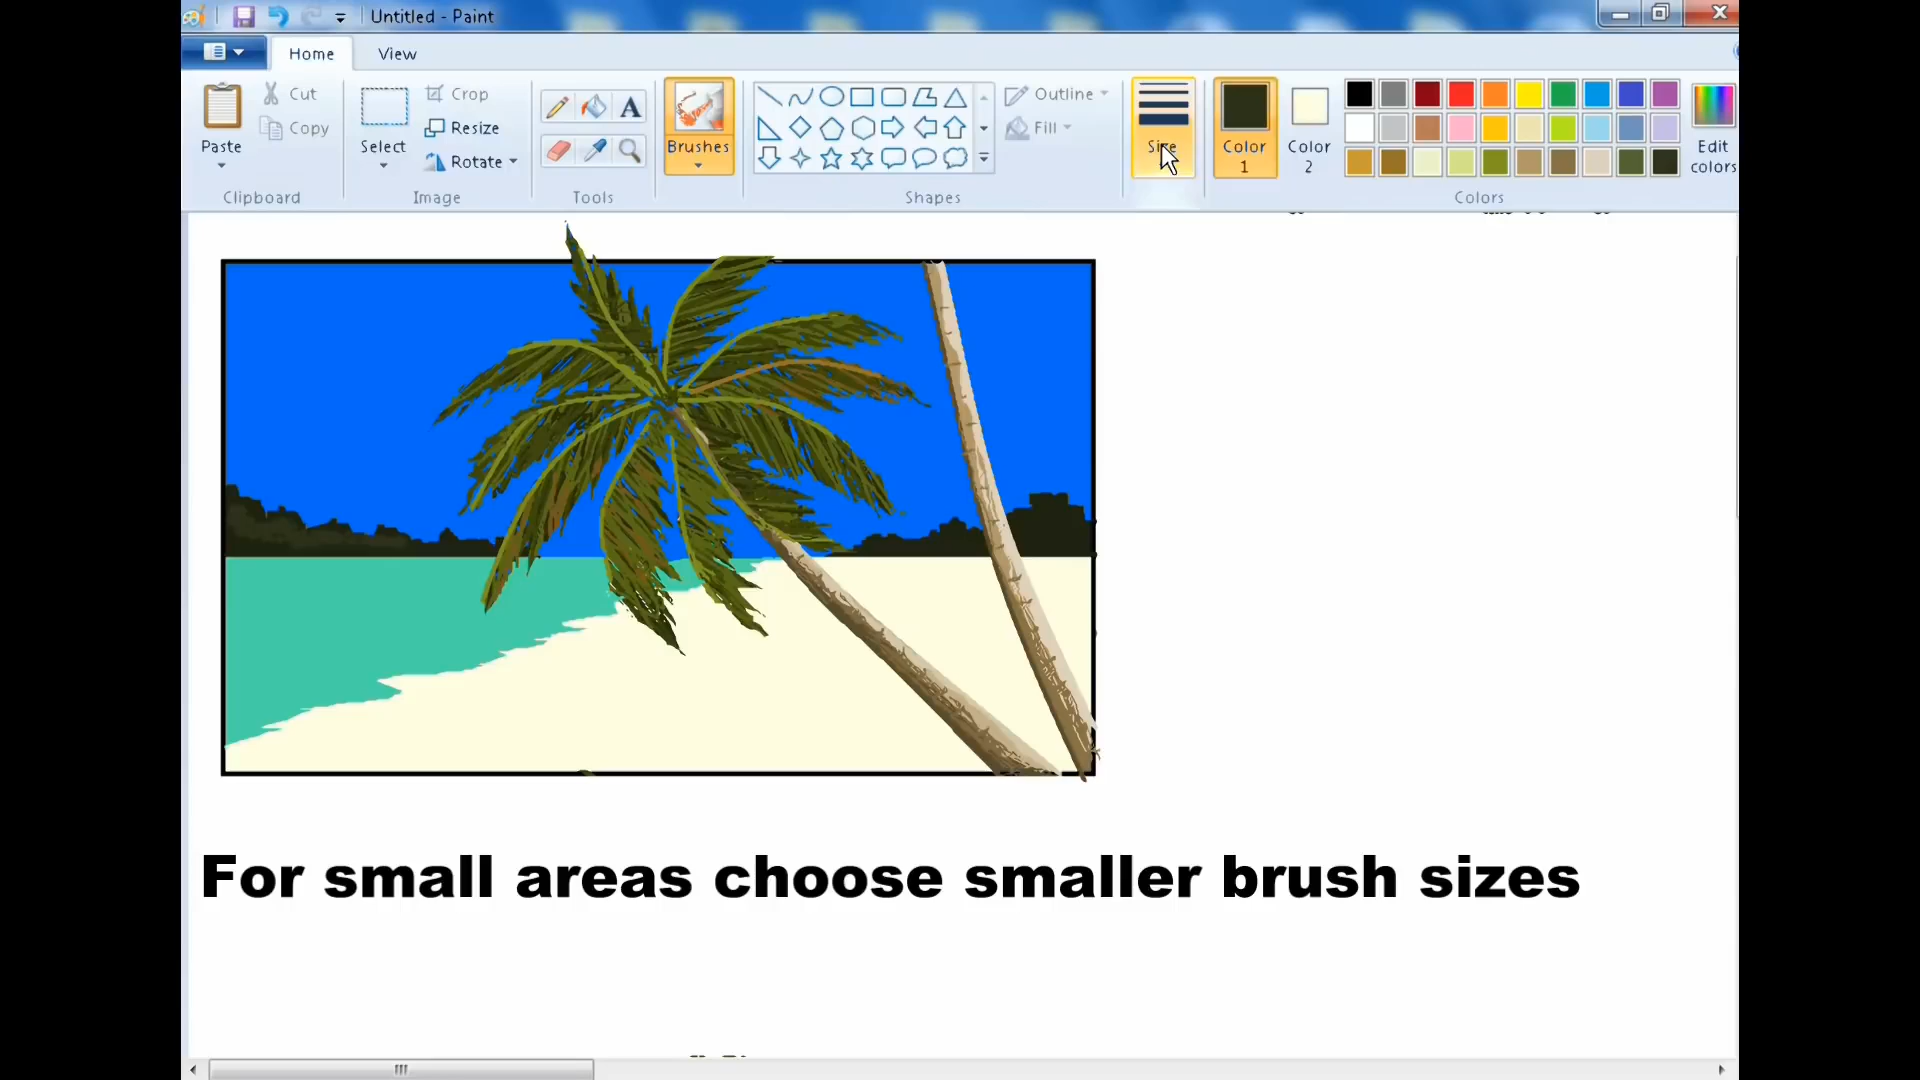 Untitled - Paint
Home View
Paste
Cut
Copy
Clipboard
Select
Crop
Resize
Rotate
Image
A
Tools
Brushes
Shapes
Outline
Fill
Size
Color 1
Color 2
Edit colors
Colors
For small areas choose smaller brush sizes